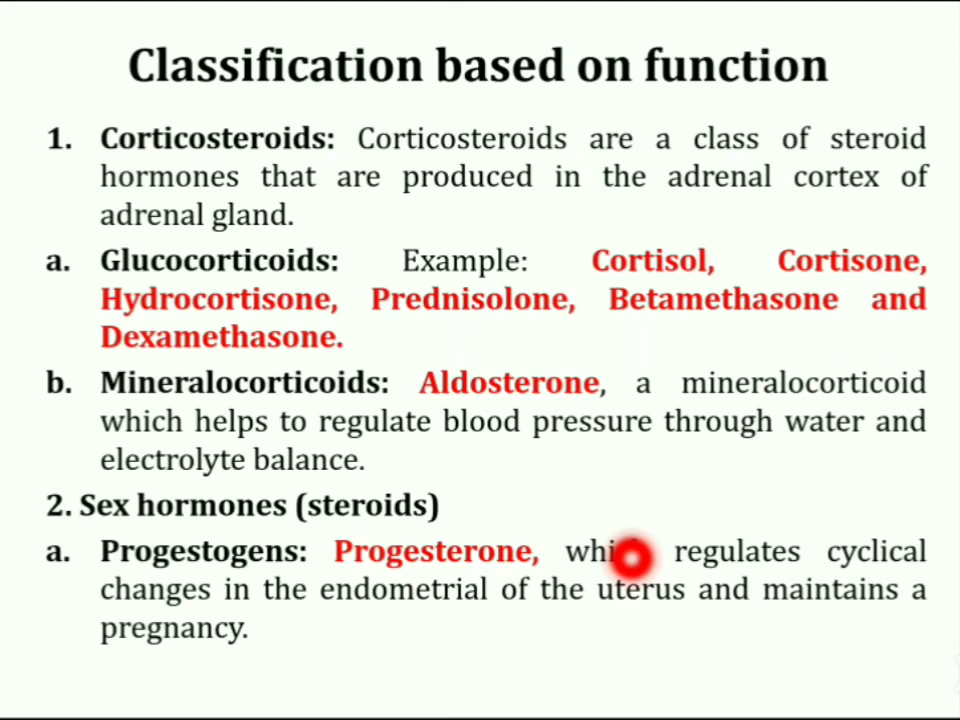 Classification based on function
1. Corticosteroids: Corticosteroids are a class of steroid
hormones that are produced in the adrenal cortex of
adrenal gland.
a. Glucocorticoids: Example: Cortisol, Cortisone,
Hydrocortisone, Prednisolone, Betamethasone and
Dexamethasone.
b. Mineralocorticoids: Aldosterone, a mineralocorticoid
which helps to regulate blood pressure through water and
electrolyte balance.
2. Sex hormones (steroids)
a. Progestogens: Progesterone, which regulates cyclical
changes in the endometrial of the uterus and maintains a
pregnancy.